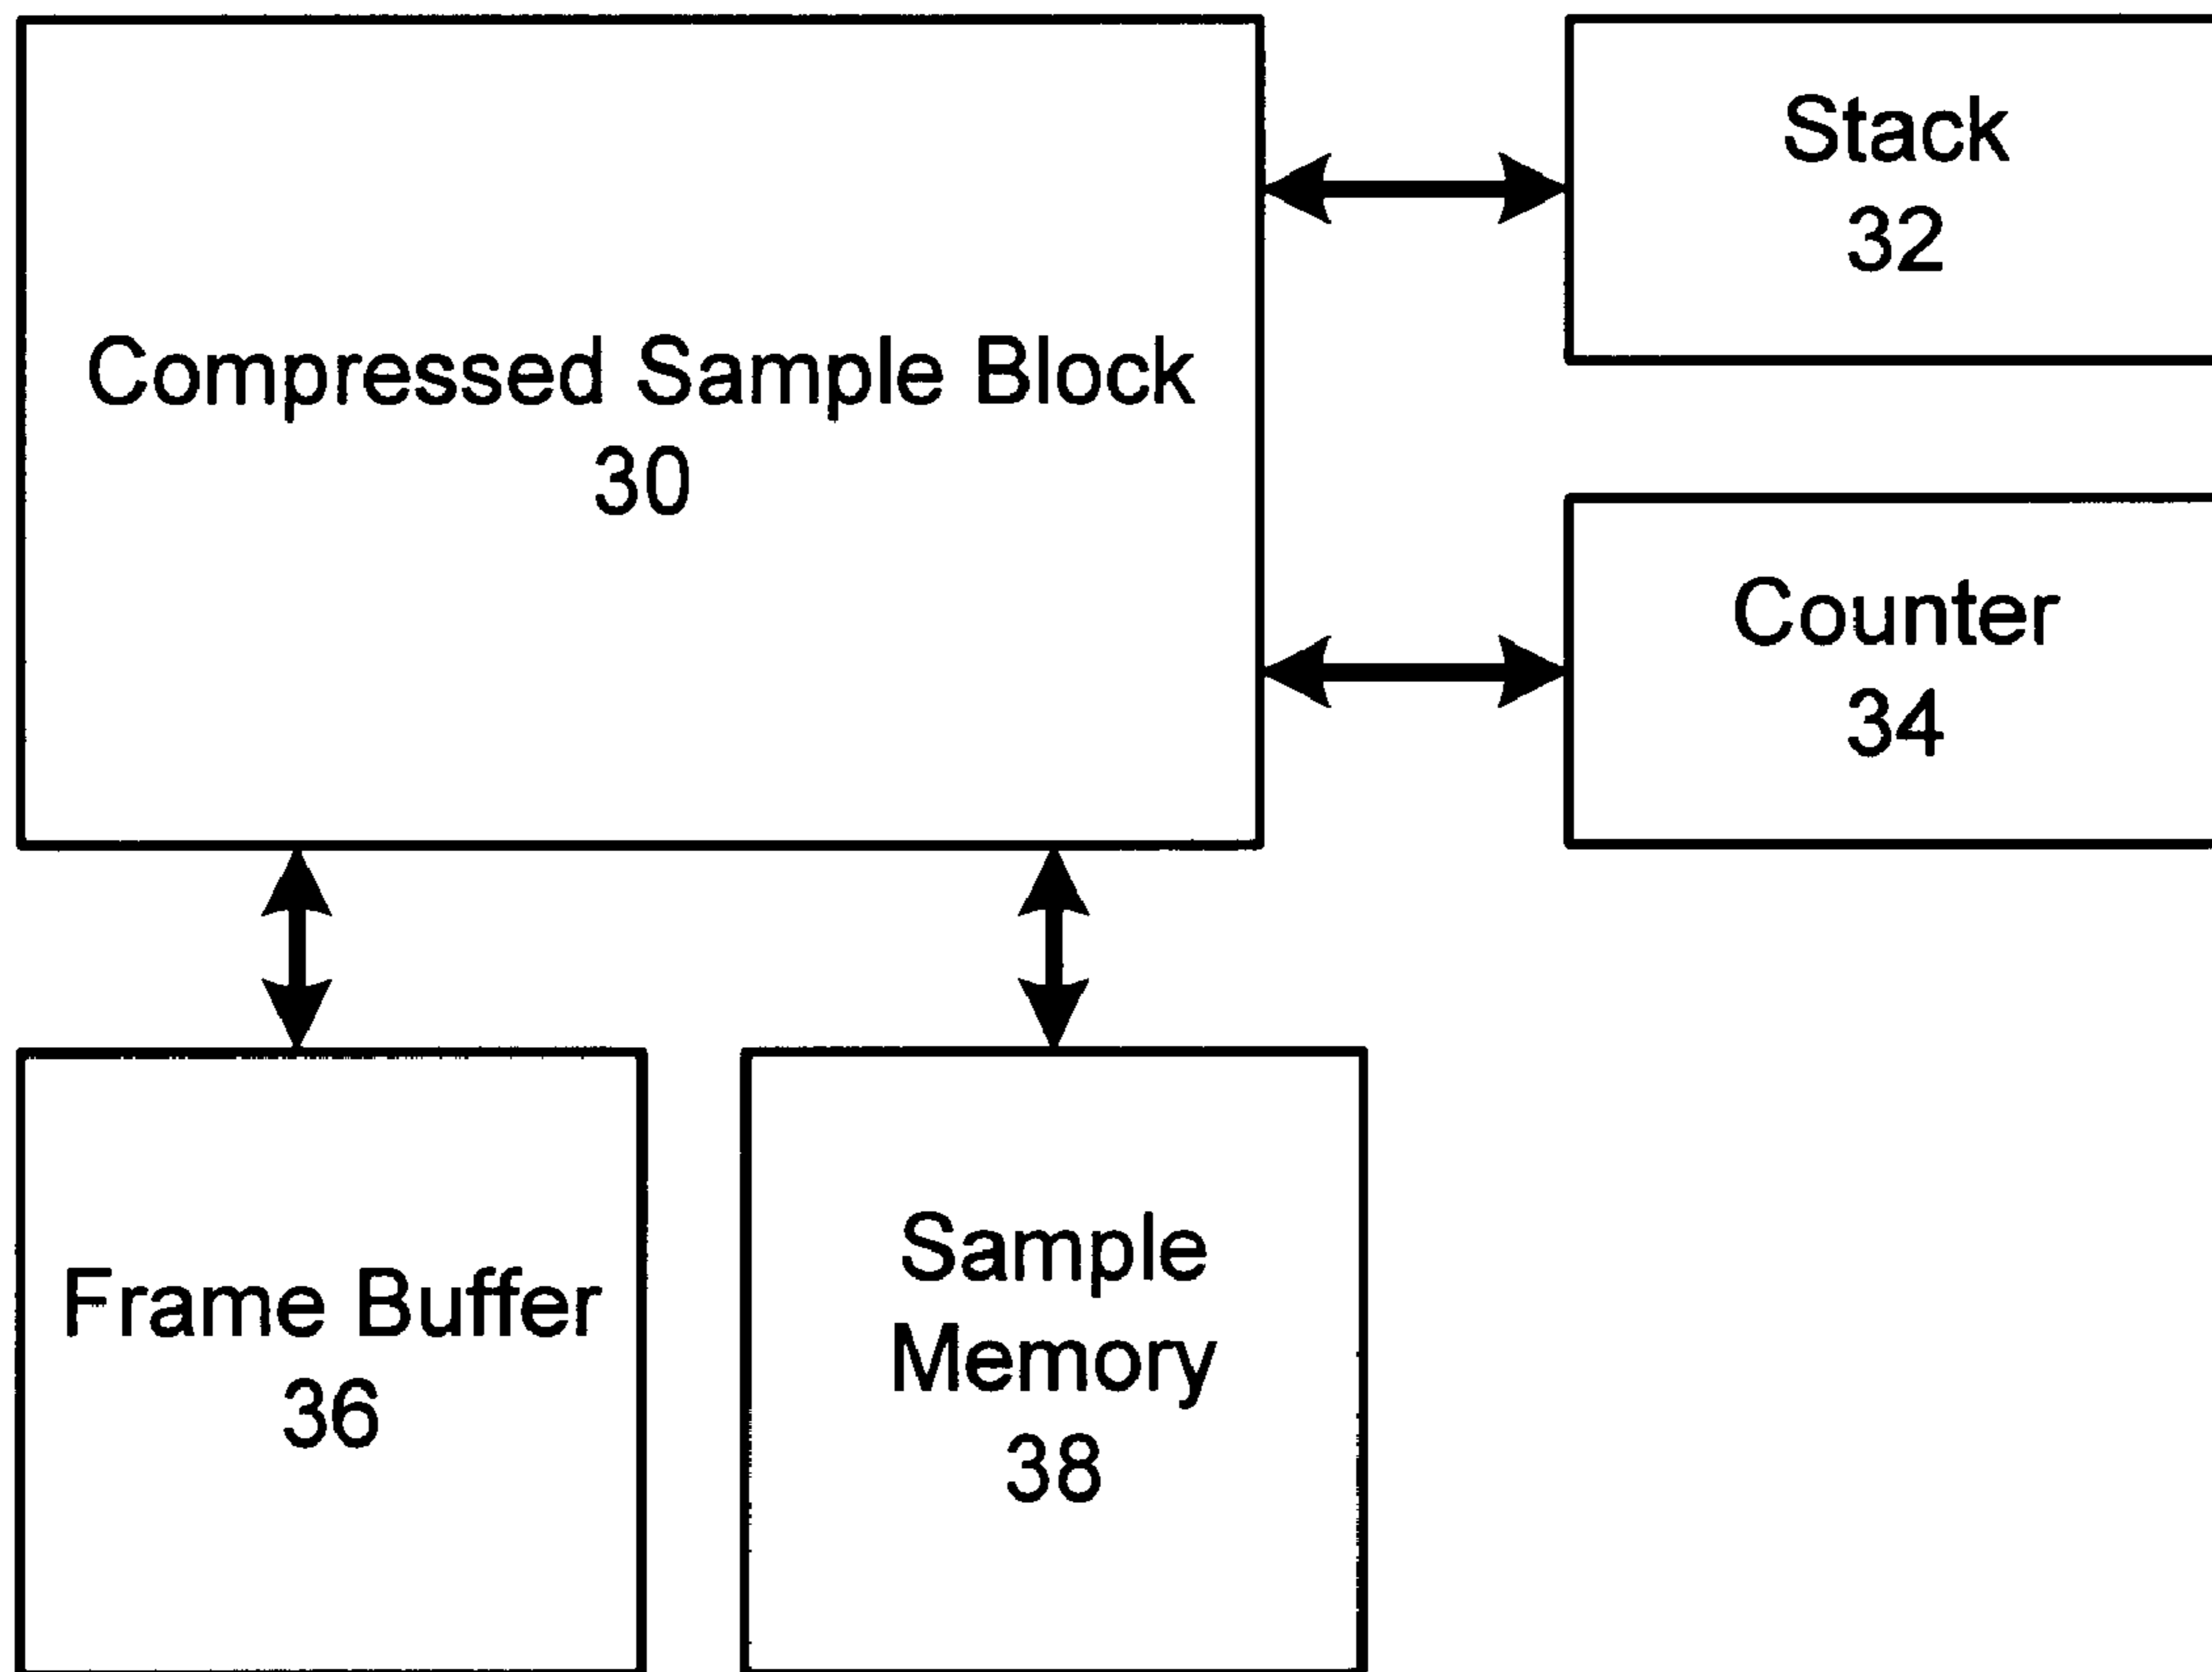 Compressed Sample Block
30
Stack
32
Counter
34
Frame Buffer
36
Sample
Memory
38